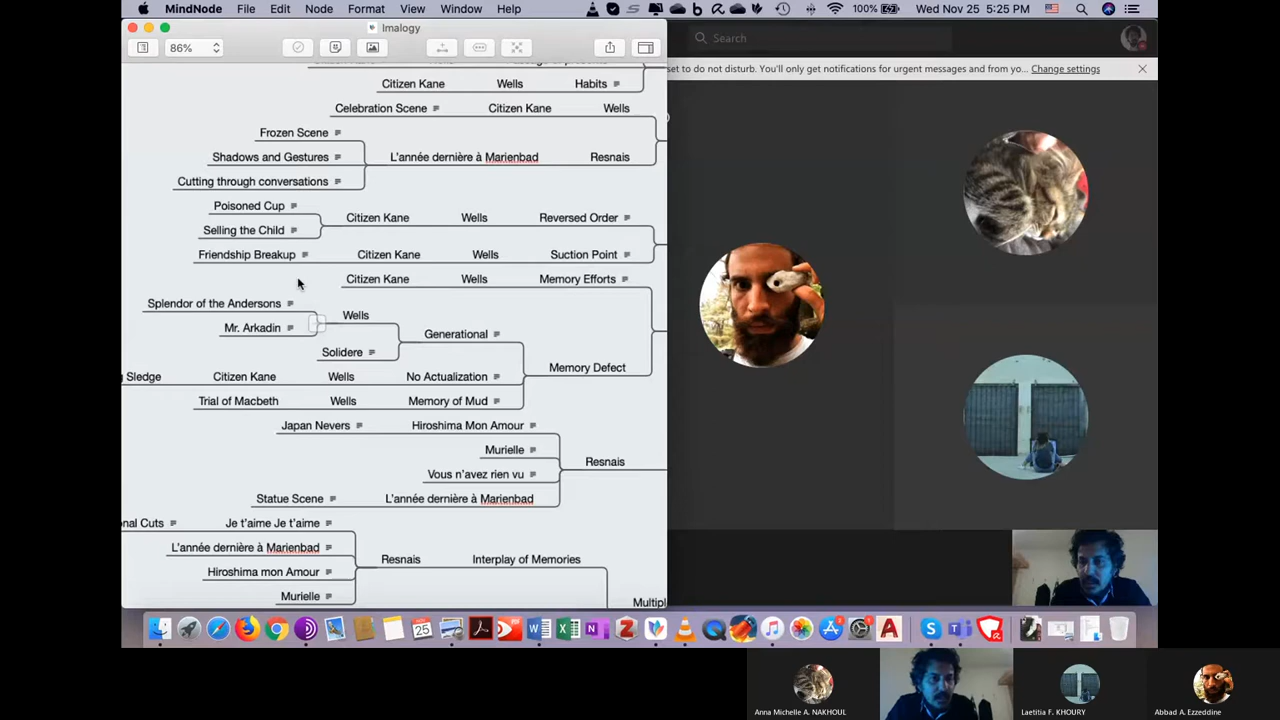 MindNode File Edit Node Format View Window Help 100% Wed Nov 25 5:25 PM
Imalogy
86%
Search
set to do not disturb. You'll only get notifications for urgent messages and from yo... Change settings
Citizen Kane Wells Habits
Celebration Scene Citizen Kane Wells
Frozen Scene
Shadows and Gestures L'année dernière à Marienbad Resnais
Cutting through conversations
Poisoned Cup
Citizen Kane Wells Reversed Order
Selling the Child
Friendship Breakup Citizen Kane Wells Suction Point
Citizen Kane Wells Memory Efforts
Splendor of the Andersons
Wells
Mr. Arkadin
Generational
Solidere
Memory Defect
g Sledge Citizen Kane Wells No Actualization
Trial of Macbeth Wells Memory of Mud
Japan Nevers Hiroshima Mon Amour
Murielle
Resnais
Vous n'avez rien vu
Statue Scene L'année dernière à Marienbad
nal Cuts Je t'aime Je t'aime
L'année dernière à Marienbad
Resnais Interplay of Memories
Hiroshima mon Amour
Murielle
Multipl
25
Anna Michelle A. NAKHOUL
Laetitia F. KHOURY
Abbad A. Ezzeddine